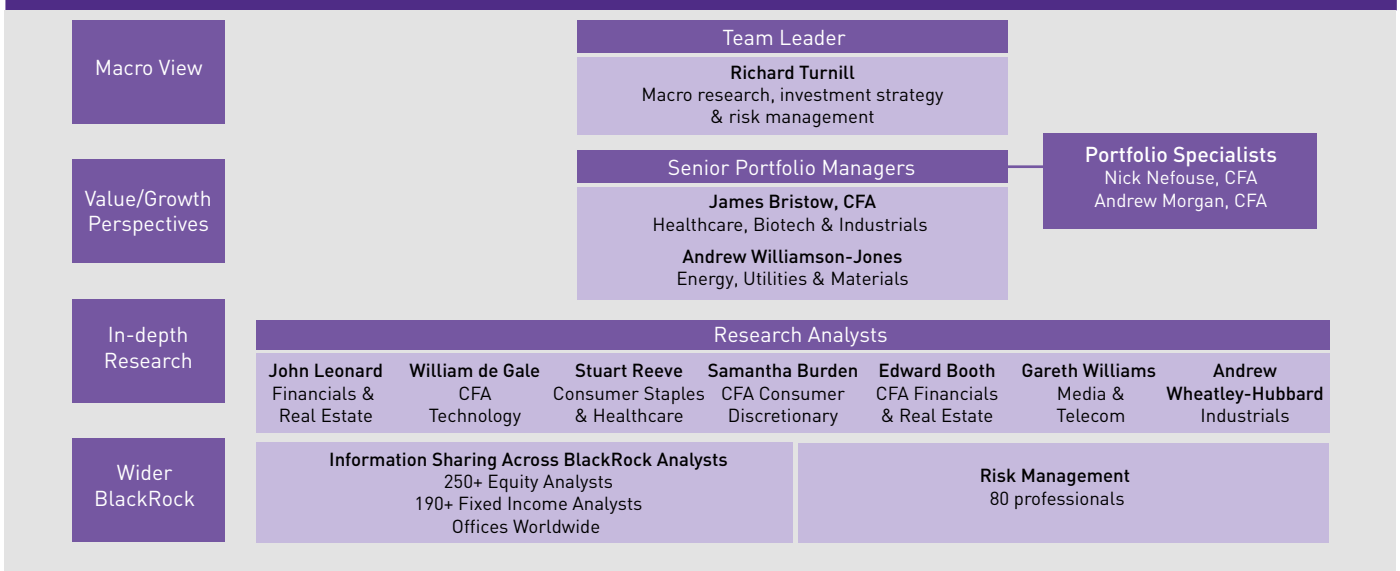 Macro View
Team Leader
Richard Turnill
Macro research, investment strategy
& risk management
Value/Growth
Perspectives
Senior Portfolio Managers
James Bristow, CFA
Healthcare, Biotech & Industrials
Andrew Williamson-Jones
Energy, Utilities & Materials
Portfolio Specialists
Nick Nefouse, CFA
Andrew Morgan, CFA
In-depth
Research
Research Analysts
John Leonard
Financials &
Real Estate
William de Gale
CFA
Technology
Stuart Reeve
Consumer Staples
& Healthcare
Samantha Burden
CFA Consumer
Discretionary
Edward Booth
CFA Financials
& Real Estate
Gareth Williams
Media &
Telecom
Andrew
Wheatley-Hubbard
Industrials
Wider
BlackRock
Information Sharing Across BlackRock Analysts
250+ Equity Analysts
190+ Fixed Income Analysts
Offices Worldwide
Risk Management
80 professionals